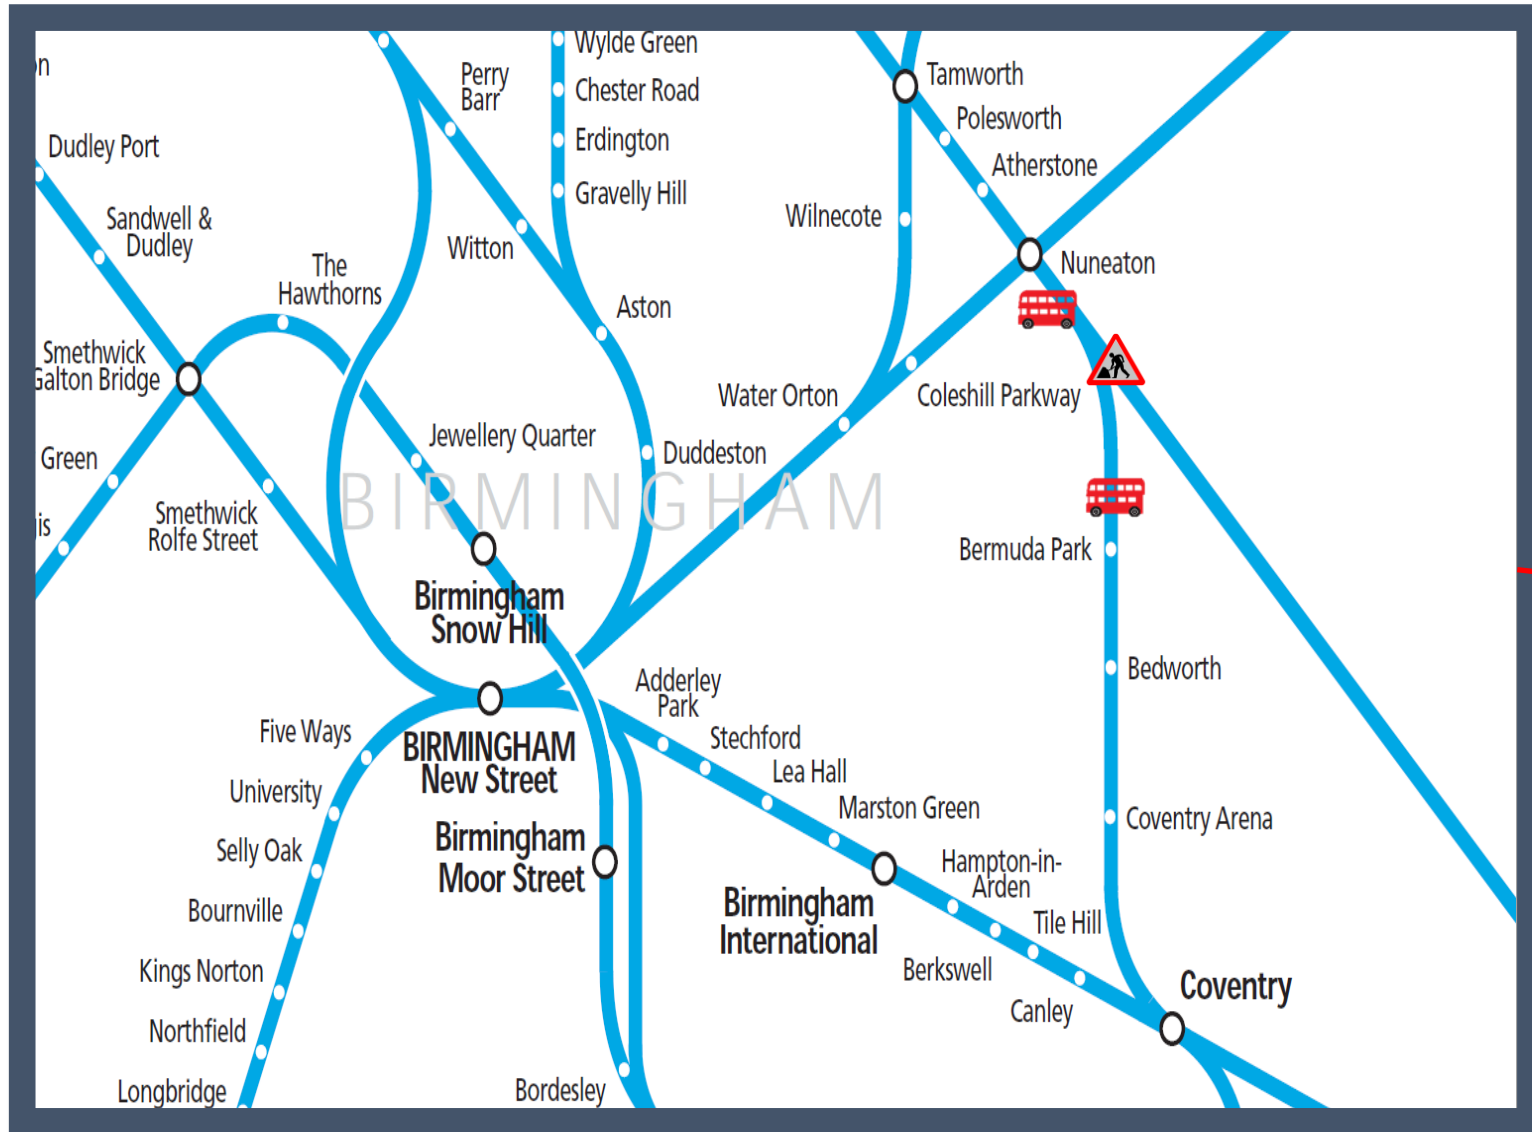 Wylde Green
Perry
Barr
Chester Road
Erdington
Gravelly Hill
Tamworth
Polesworth
Atherstone
Dudley Port
Sandwell &
Dudley
Wilnecote
Witton
The
Hawthorns
Nuneaton
Aston
Smethwick
Galton Bridge
Water Orton
Coleshill Parkway
Jewellery Quarter
Duddeston
Green
BIRMINGHAM
Smethwick
Rolfe Street
Bermuda Park
Birmingham
Snow Hill
Bedworth
Adderley
Park
Five Ways
BIRMINGHAM
New Street
Stechford
Lea Hall
University
Marston Green
Coventry Arena
Birmingham
Moor Street
Selly Oak
Hampton-in-
Arden
Birmingham
International
Bournville
Tile Hill
Kings Norton
Berkswell
Coventry
Canley
Northfield
Longbridge
Bordesley